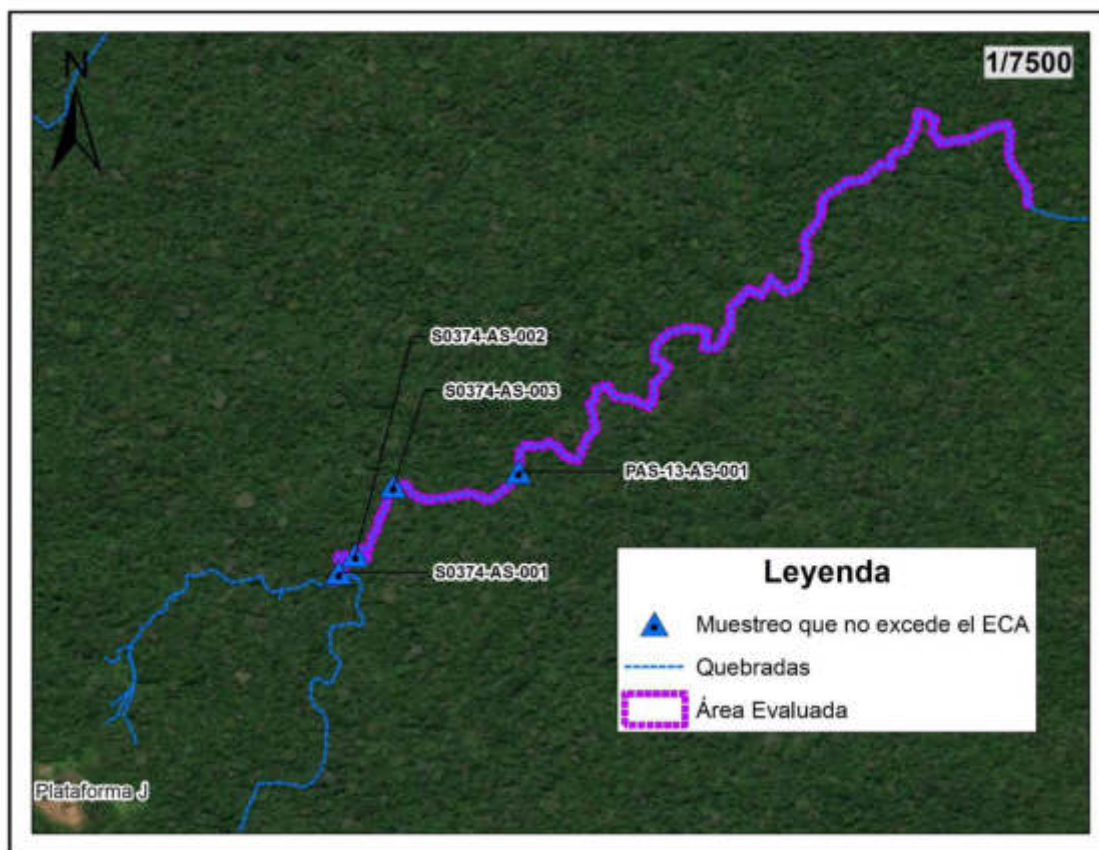 N
1/7500
S0374-AS-002
S0374-AS-003
PAS-13-AS-001
S0374-AS-001
Leyenda
Muestreo que no excede el ECA
Quebradas
Área Evaluada
Plataforma J